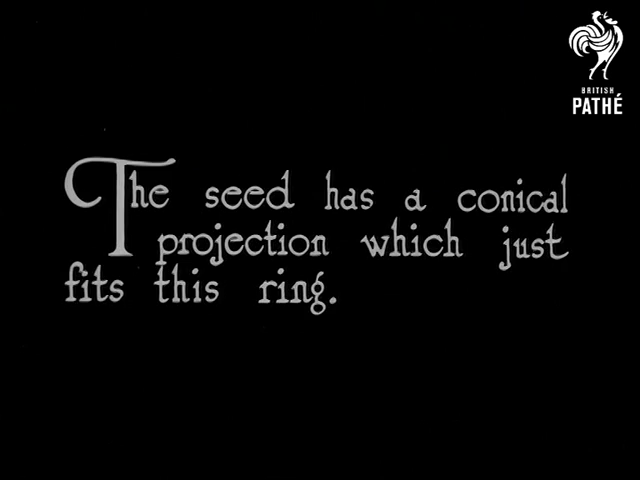 BRITISH
PATHÉ
The seed has a conical
projection which just
fits this ring.